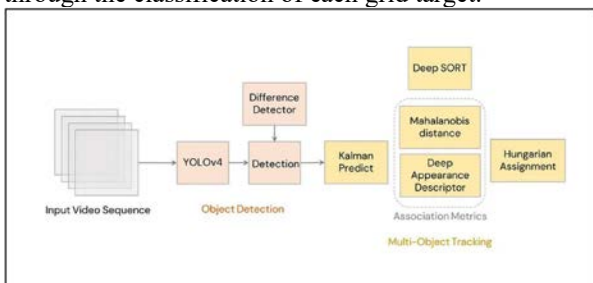 through the classification of each grid target.
Deep SORT
Difference
Detector
Mahalanobis
distance
YOLOv4
Detection
Kalman
Predict
Deep
Appearance
Descriptor
Hungarian
Assignment
Input Video Sequence
Object Detection
Association Metrics
Multi-Object Tracking